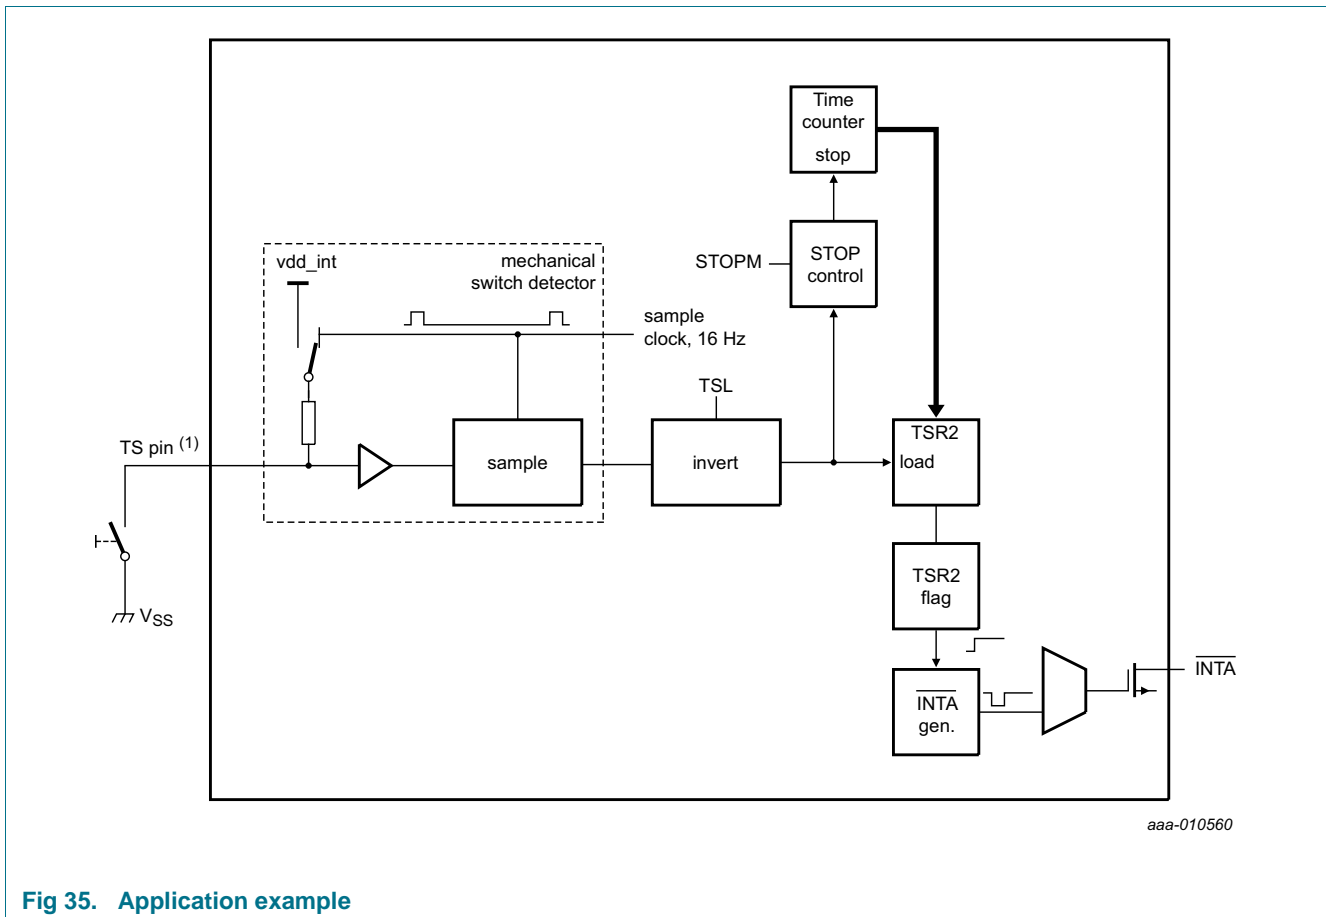 Time
counter
stop
STOPM
STOP
control
vdd_int
mechanical
switch detector
sample
clock, 16 Hz
TSL
TS pin (1)
sample
invert
TSR2
load
TSR2
flag
VSS
INTA
gen.
INTA
aaa-010560
Fig 35. Application example